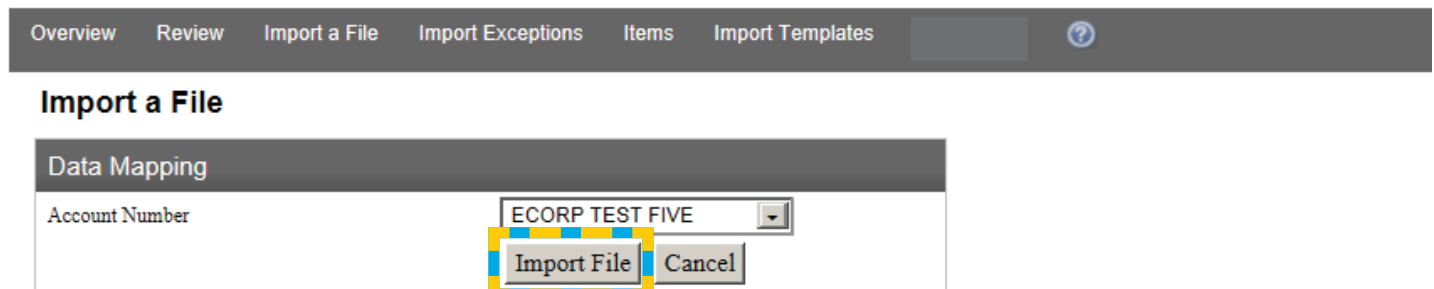 Overview Review Import a File Import Exceptions Items Import Templates ?
Import a File
Data Mapping
Account Number ECORP TEST FIVE
Import File Cancel